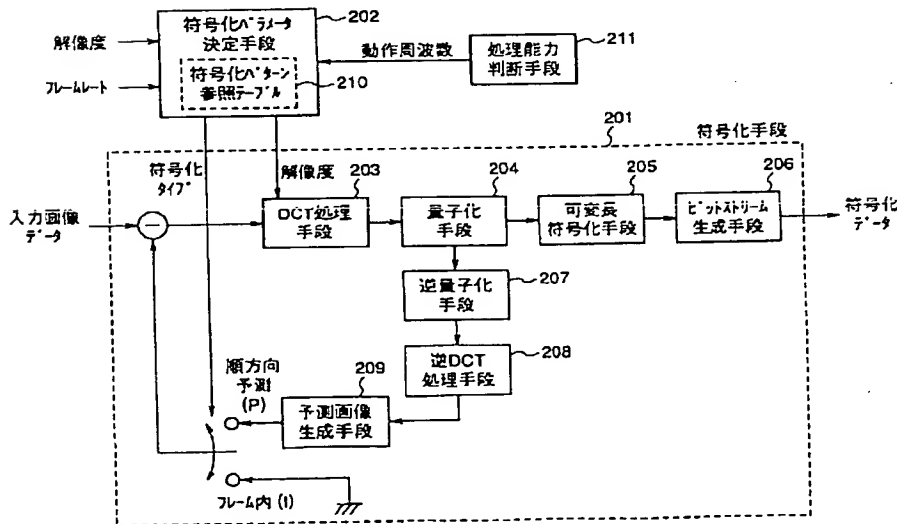 202
符号化パラメータ
決定手段
解像度
フレームレート
符号化パターン
参照テーブル
210
動作周波数
処理能力
判断手段
211
201
符号化手段
符号化
タイプ
解像度
203
204
205
206
入力画像
データ
DCT処理
手段
量子化
手段
可変長
符号化手段
ビットストリーム
生成手段
符号化
データ
逆量子化
手段
207
逆DCT
処理手段
208
順方向
予測
(P)
209
予測画像
生成手段
フレーム内 (I)